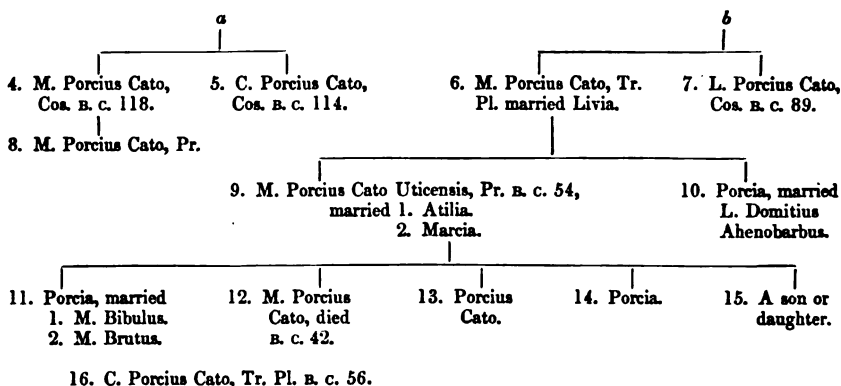 a
b
4. M. Porcius Cato,
Cos. B. C. 118.
5. C. Porcius Cato,
Cos. B. C. 114.
6. M. Porcius Cato, Tr.
Pl. married Livia.
7. L. Porcius Cato,
Cos. B. C. 89.
8. M. Porcius Cato, Pr.
9. M. Porcius Cato Uticensis, Pr. B. C. 54,
married 1. Atilia.
2. Marcia.
10. Porcia, married
L. Domitius
Ahenobarbus.
11. Porcia, married
1. M. Bibulus.
2. M. Brutus.
12. M. Porcius
Cato, died
B. C. 42.
13. Porcius
Cato.
14. Porcia.
15. A son or
daughter.
16. C. Porcius Cato, Tr. Pl. B. C. 56.